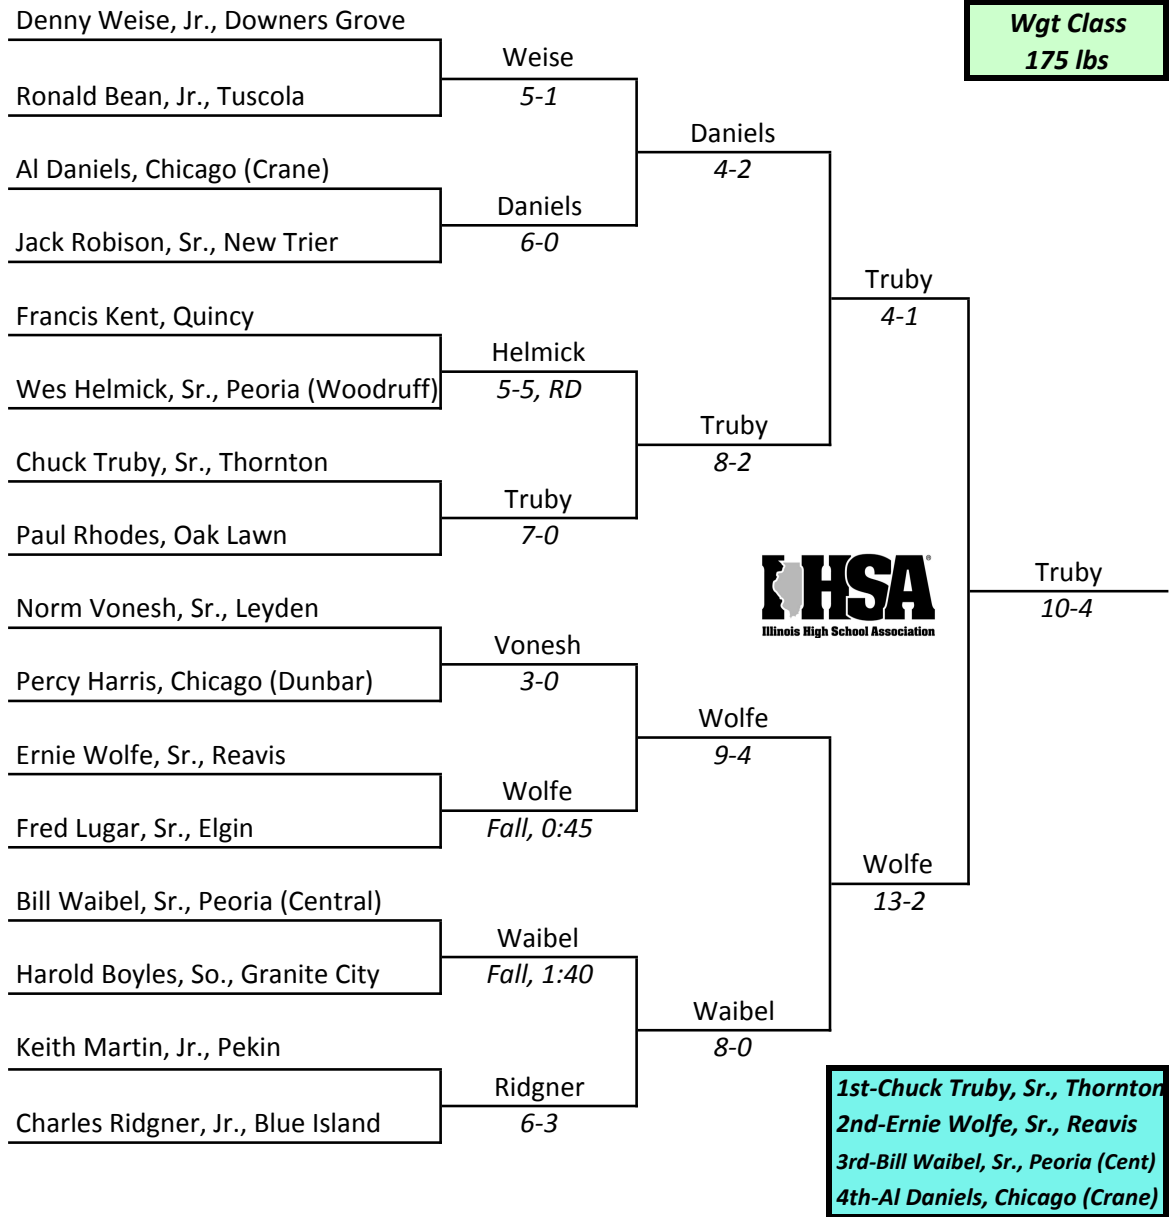 Denny Weise, Jr., Downers Grove
Wgt Class
175 lbs
Weise
5-1
Ronald Bean, Jr., Tuscola
Daniels
4-2
Al Daniels, Chicago (Crane)
Daniels
6-0
Jack Robison, Sr., New Trier
Truby
4-1
Francis Kent, Quincy
Helmick
5-5, RD
Wes Helmick, Sr., Peoria (Woodruff)
Truby
8-2
Chuck Truby, Sr., Thornton
Truby
7-0
Paul Rhodes, Oak Lawn
IHSA®
Illinois High School Association
Truby
10-4
Norm Vonesh, Sr., Leyden
Vonesh
3-0
Percy Harris, Chicago (Dunbar)
Wolfe
9-4
Ernie Wolfe, Sr., Reavis
Wolfe
Fall, 0:45
Fred Lugar, Sr., Elgin
Wolfe
13-2
Bill Waibel, Sr., Peoria (Central)
Waibel
Fall, 1:40
Harold Boyles, So., Granite City
Waibel
8-0
Keith Martin, Jr., Pekin
Ridgner
6-3
Charles Ridgner, Jr., Blue Island
1st-Chuck Truby, Sr., Thornton
2nd-Ernie Wolfe, Sr., Reavis
3rd-Bill Waibel, Sr., Peoria (Cent)
4th-Al Daniels, Chicago (Crane)